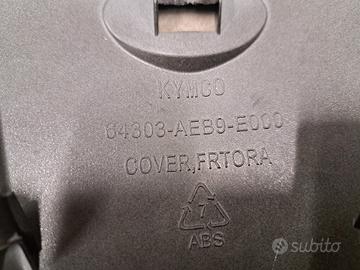 KYMCO
64303-AEB9-E000
COVER,FRTORA
7
ABS
subito